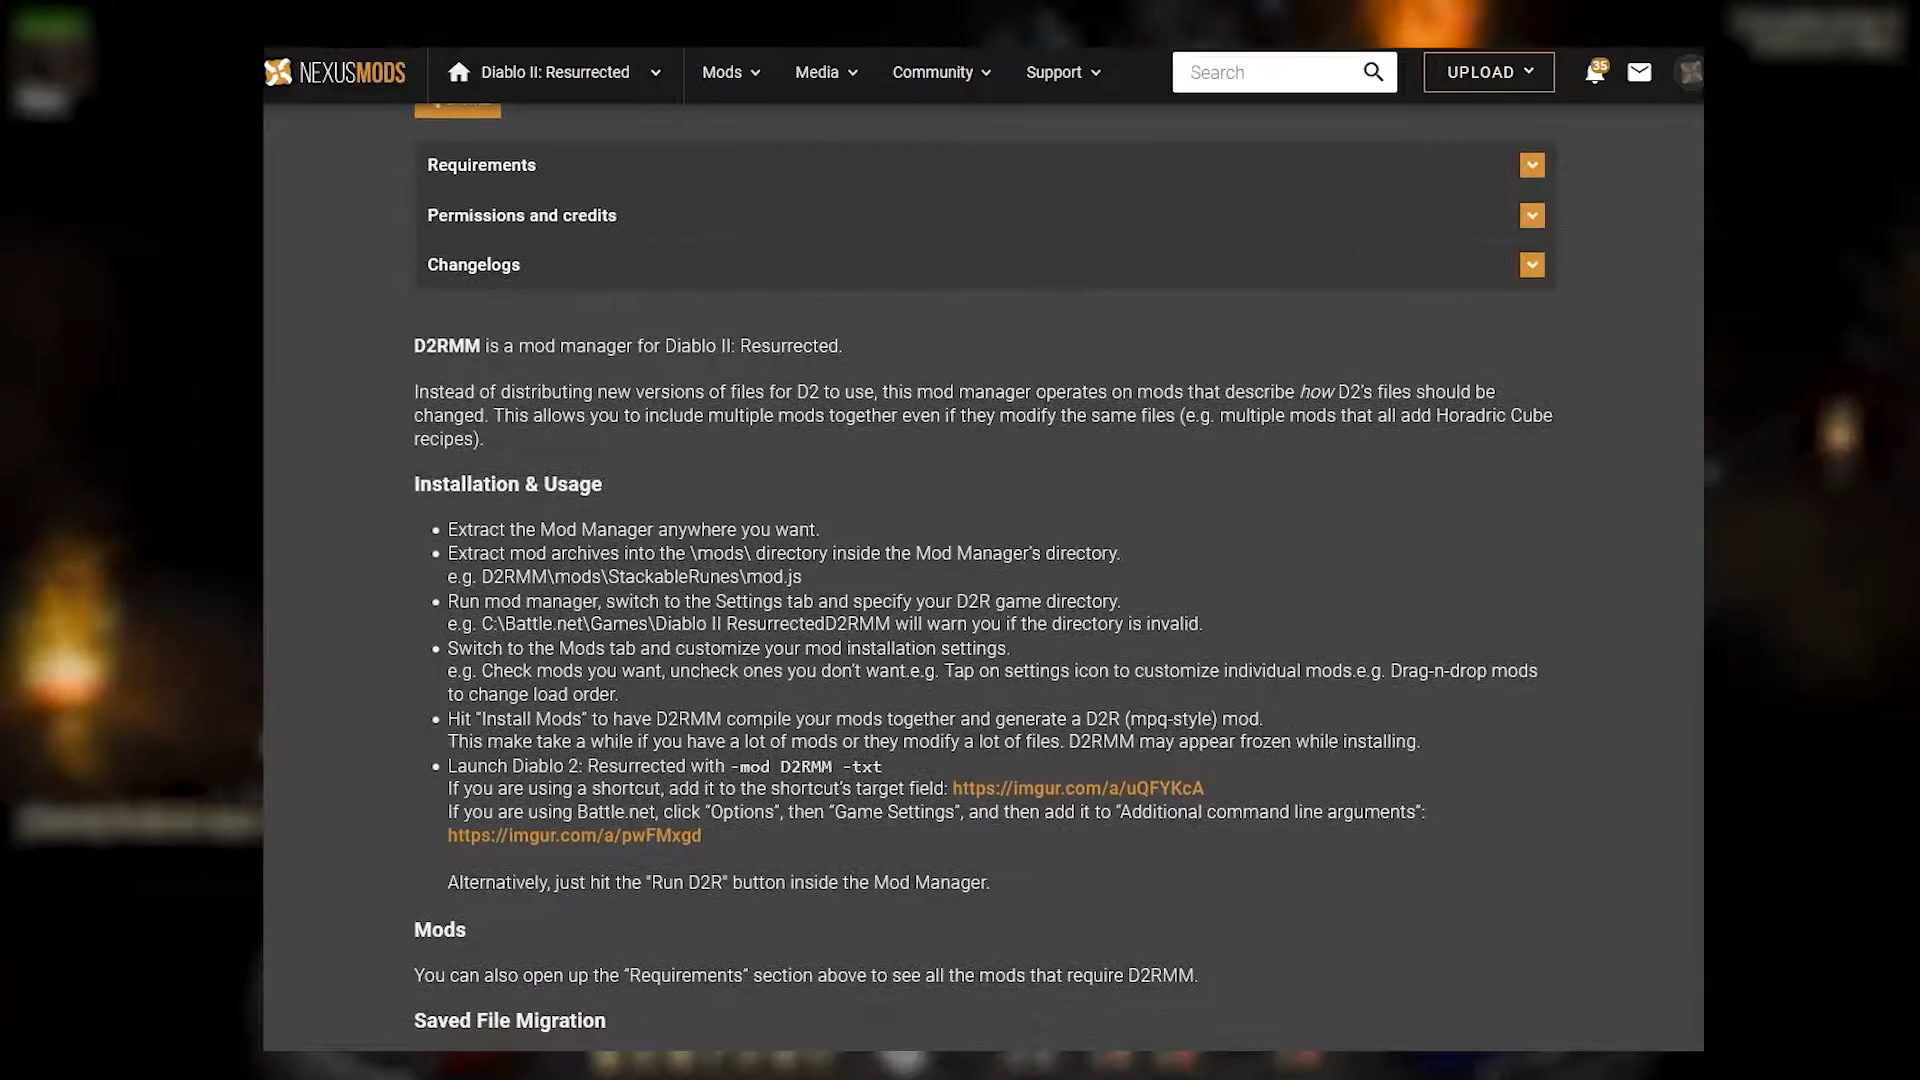 NEXUSMODS
Diablo II: Resurrected
Mods
Media
Community
Support
Search
UPLOAD
35
Requirements
Permissions and credits
Changelogs
D2RMM is a mod manager for Diablo II: Resurrected.
Instead of distributing new versions of files for D2 to use, this mod manager operates on mods that describe how D2's files should be
changed. This allows you to include multiple mods together even if they modify the same files (e.g. multiple mods that all add Horadric Cube
recipes).
Installation & Usage
• Extract the Mod Manager anywhere you want.
• Extract mod archives into the \mods\ directory inside the Mod Manager's directory.
e.g. D2RMM\mods\StackableRunes\mod.js
• Run mod manager, switch to the Settings tab and specify your D2R game directory.
e.g. C:\Battle.net\Games\Diablo II ResurrectedD2RMM will warn you if the directory is invalid.
• Switch to the Mods tab and customize your mod installation settings.
e.g. Check mods you want, uncheck ones you don't want.e.g. Tap on settings icon to customize individual mods.e.g. Drag-n-drop mods
to change load order.
• Hit "Install Mods" to have D2RMM compile your mods together and generate a D2R (mpq-style) mod.
This make take a while if you have a lot of mods or they modify a lot of files. D2RMM may appear frozen while installing.
• Launch Diablo 2: Resurrected with -mod D2RMM -txt
If you are using a shortcut, add it to the shortcut's target field: https://imgur.com/a/uQFYKcA
If you are using Battle.net, click "Options", then "Game Settings", and then add it to "Additional command line arguments":
https://imgur.com/a/pwFMxgd
Alternatively, just hit the "Run D2R" button inside the Mod Manager.
Mods
You can also open up the "Requirements" section above to see all the mods that require D2RMM.
Saved File Migration